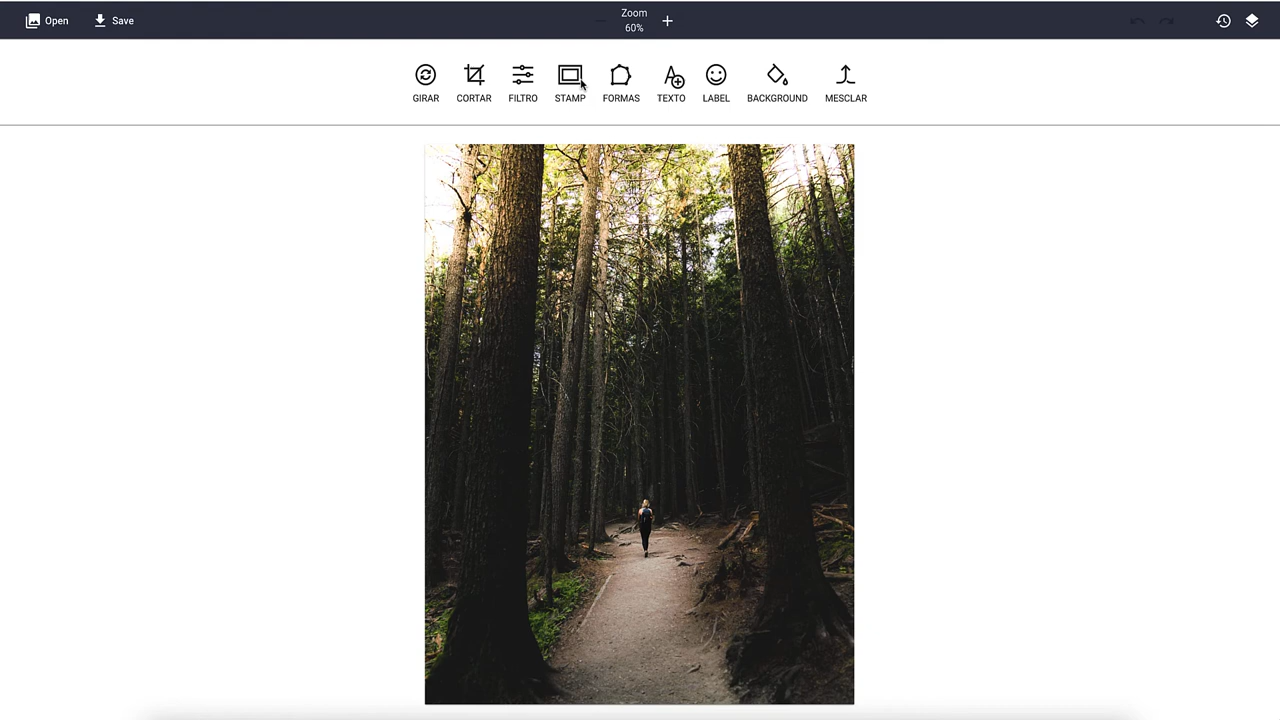 Open
Save
Zoom
60%
GIRAR
CORTAR
FILTRO
STAMP
FORMAS
TEXTO
LABEL
BACKGROUND
MESCLAR